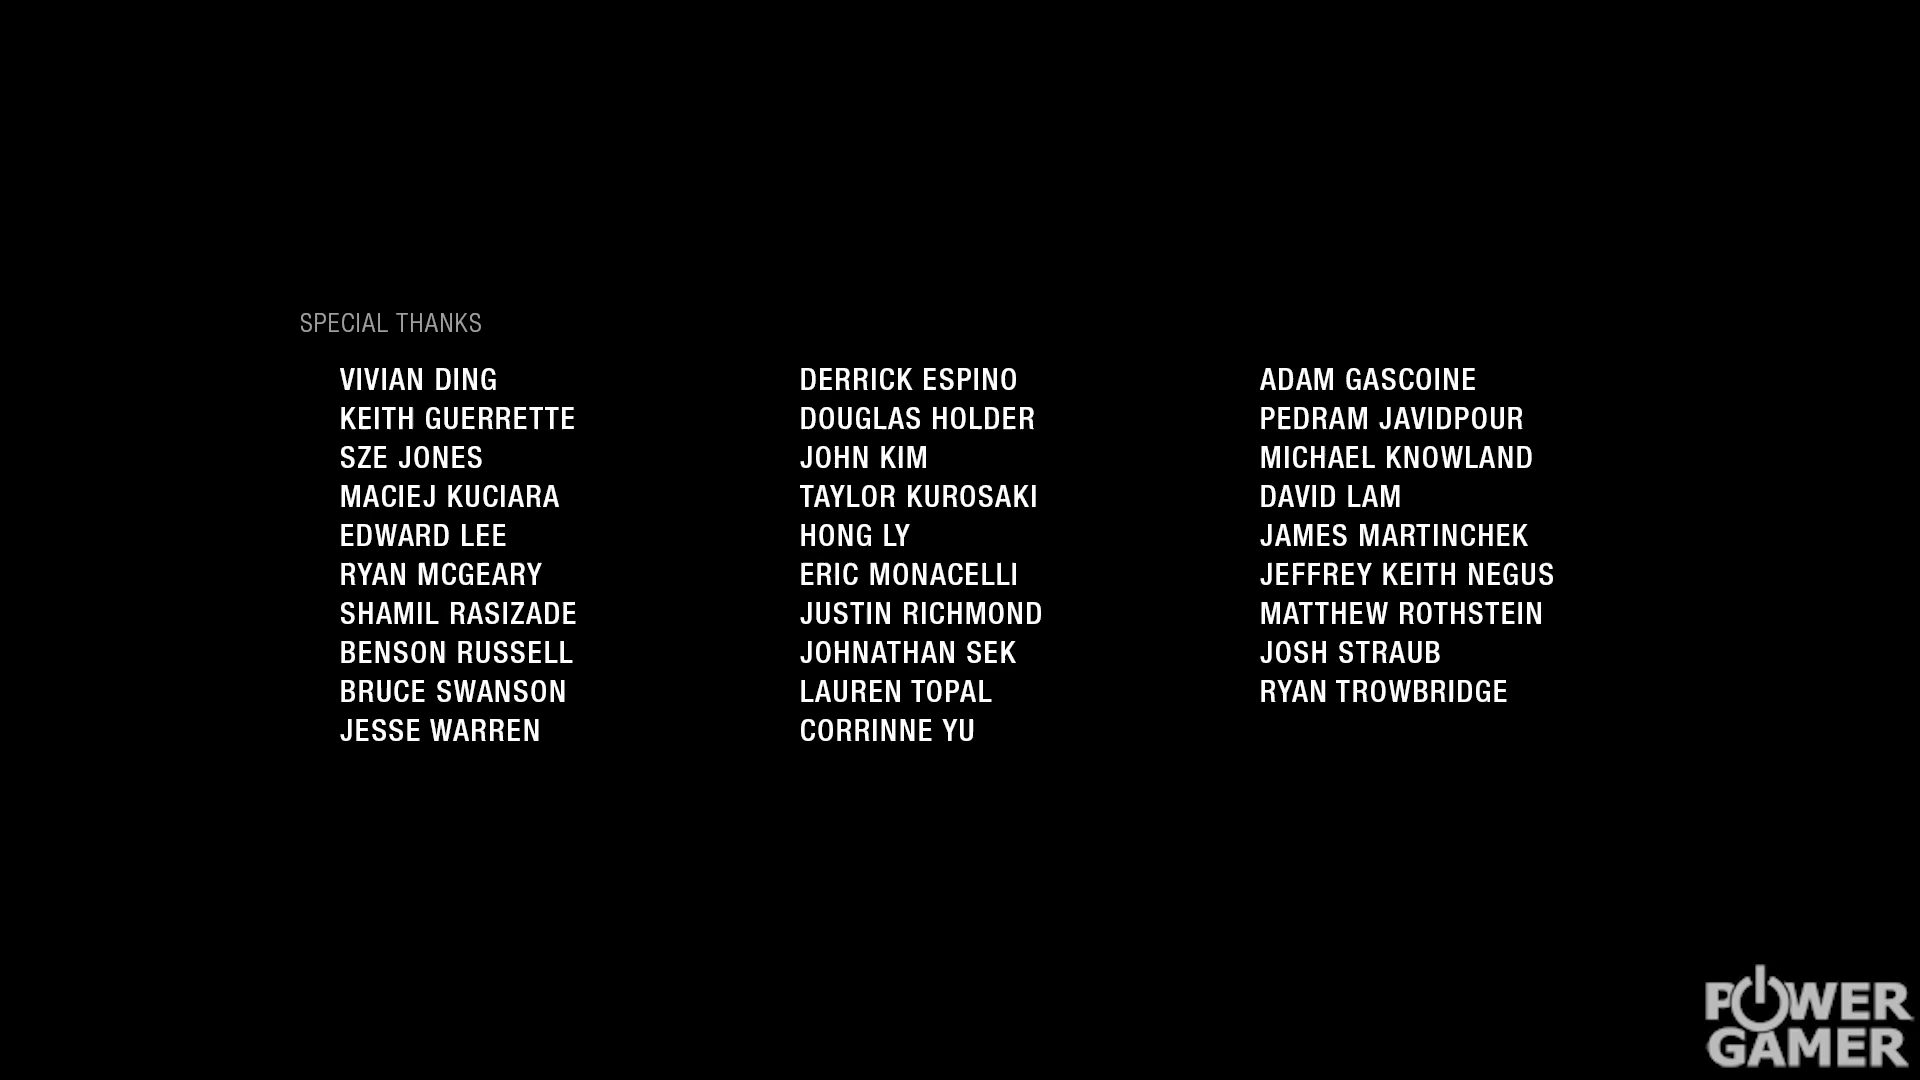 SPECIAL THANKS
VIVIAN DING
KEITH GUERRETTE
SZE JONES
MACIEJ KUCIARA
EDWARD LEE
RYAN MCGEARY
SHAMIL RASIZADE
BENSON RUSSELL
BRUCE SWANSON
JESSE WARREN
DERRICK ESPINO
DOUGLAS HOLDER
JOHN KIM
TAYLOR KUROSAKI
HONG LY
ERIC MONACELLI
JUSTIN RICHMOND
JOHNATHAN SEK
LAUREN TOPAL
CORRINNE YU
ADAM GASCOINE
PEDRAM JAVIDPOUR
MICHAEL KNOWLAND
DAVID LAM
JAMES MARTINCHEK
JEFFREY KEITH NEGUS
MATTHEW ROTHSTEIN
JOSH STRAUB
RYAN TROWBRIDGE
POWER
GAMER